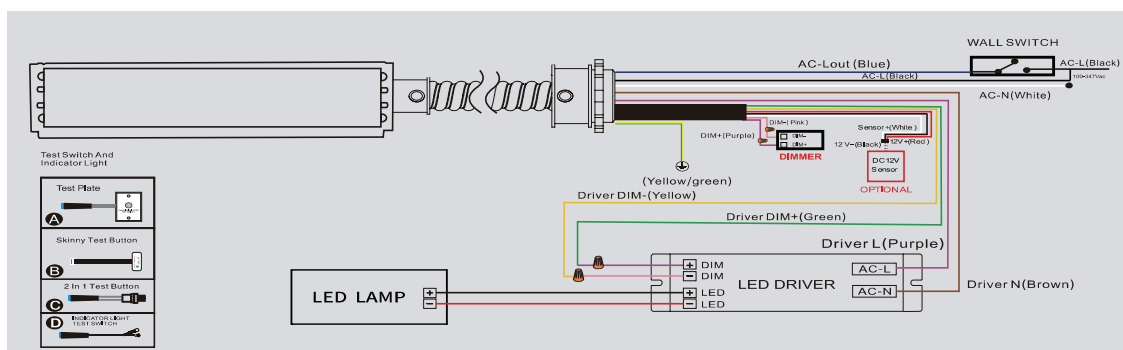 WALL SWITCH
AC-Lout (Blue)
AC-L(Black)
AC-L(Black)
100-347Vac
AC-N(White)
DIM-(Pink)
DIM+(Purple)
DIM-
DIM+
DIMMER
Sensor+(White)
12V-(Black)
12V+(Red)
DC12V
Sensor
OPTIONAL
(Yellow/green)
Driver DIM-(Yellow)
Driver DIM+(Green)
Driver L(Purple)
Driver N(Brown)
Test Switch And
Indicator Light
Test Plate
A
Skinny Test Button
B
2 In 1 Test Button
C
INDICATOR LIGHT
TEST SWITCH
D
LED LAMP
+
−
+ DIM
− DIM
+ LED
− LED
LED DRIVER
AC-L
AC-N